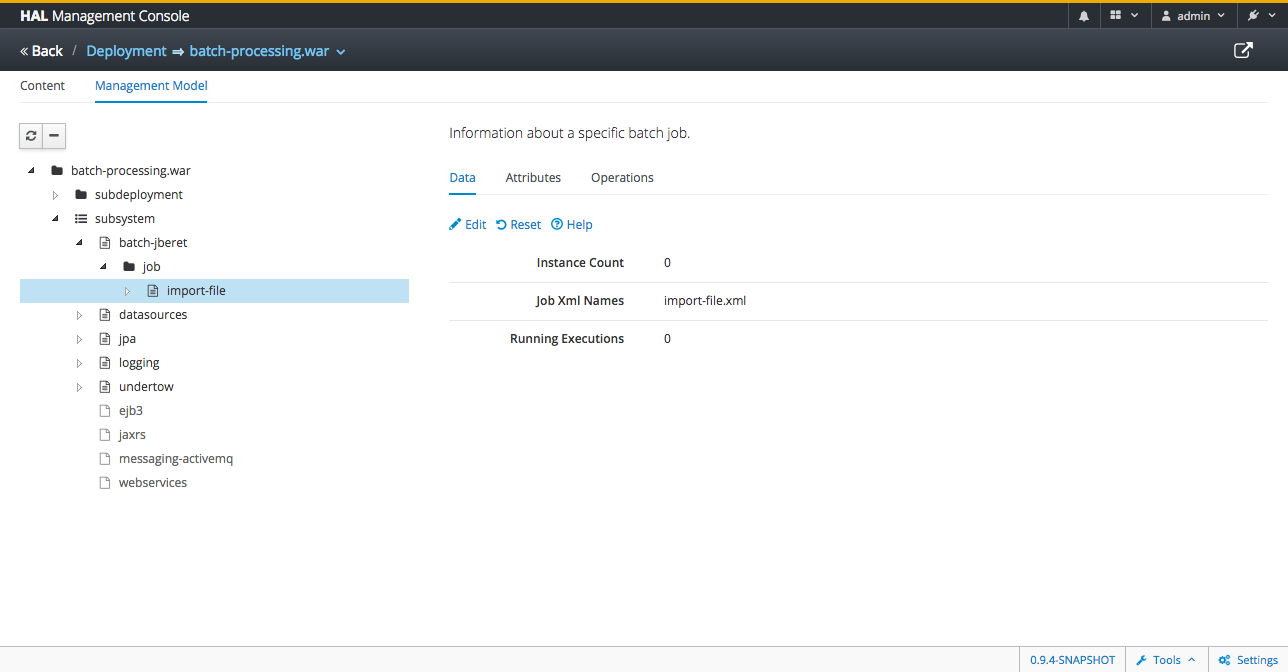 HAL Management Console
admin
« Back / Deployment ⇒ batch-processing.war
Content Management Model
Information about a specific batch job.
batch-processing.war
subdeployment
subsystem
batch-jberet
job
import-file
datasources
jpa
logging
undertow
ejb3
jaxrs
messaging-activemq
webservices
Data Attributes Operations
Edit Reset Help
Instance Count 0
Job Xml Names import-file.xml
Running Executions 0
0.9.4-SNAPSHOT Tools Settings